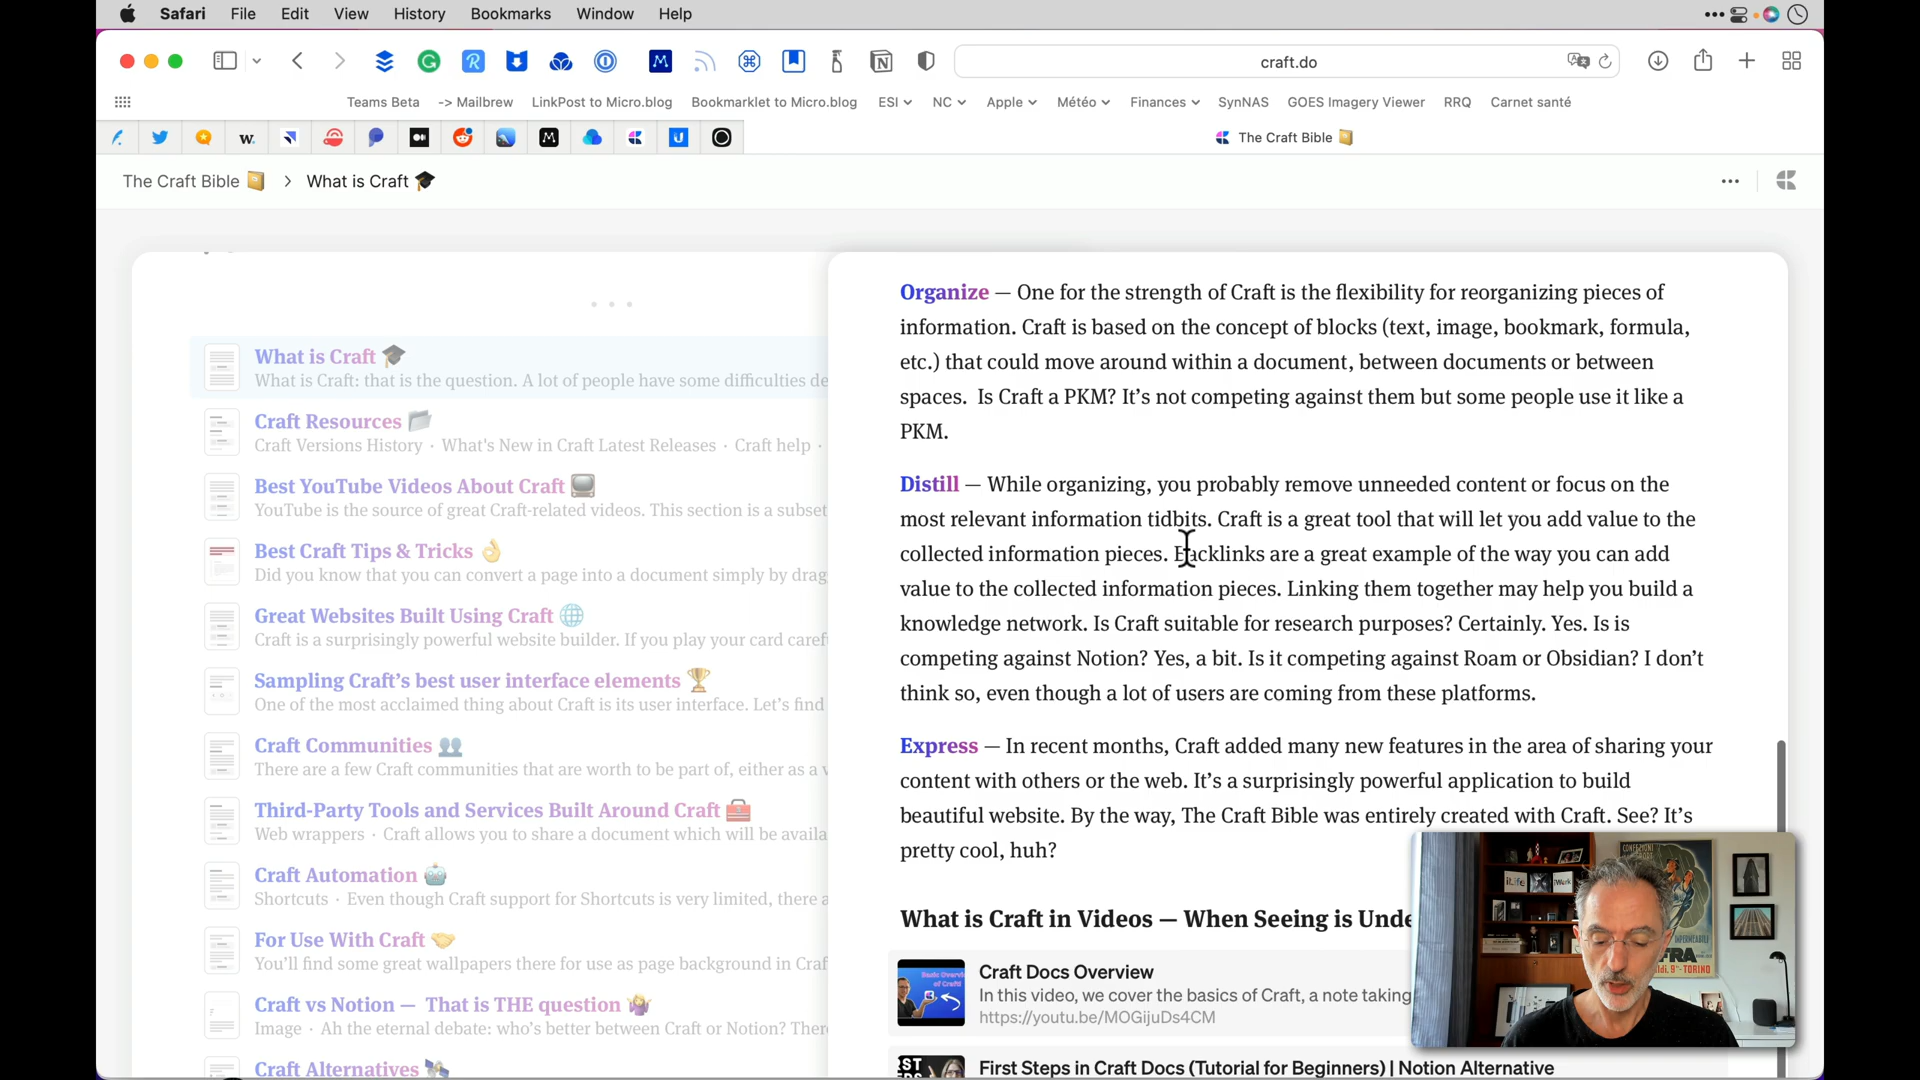 Safari File Edit View History Bookmarks Window Help
craft.do
Teams Beta -> Mailbrew LinkPost to Micro.blog Bookmarklet to Micro.blog ESI NC Apple Météo Finances SynNAS GOES Imagery Viewer RRQ Carnet santé
The Craft Bible
The Craft Bible > What is Craft
What is Craft
What is Craft: that is the question. A lot of people have some difficulties de
Craft Resources
Craft Versions History · What's New in Craft Latest Releases · Craft help ·
Best YouTube Videos About Craft
YouTube is the source of great Craft-related videos. This section is a subset
Best Craft Tips & Tricks
Did you know that you can convert a page into a document simply by drag
Great Websites Built Using Craft
Craft is a surprisingly powerful website builder. If you play your card caref
Sampling Craft’s best user interface elements
One of the most acclaimed thing about Craft is its user interface. Let’s find
Craft Communities
There are a few Craft communities that are worth to be part of, either as a v
Third-Party Tools and Services Built Around Craft
Web wrappers · Craft allows you to share a document which will be availa
Craft Automation
Shortcuts · Even though Craft support for Shortcuts is very limited, there a
For Use With Craft
You’ll find some great wallpapers there for use as page background in Craf
Craft vs Notion — That is THE question
Image · Ah the eternal debate: who’s better between Craft or Notion? Ther
Craft Alternatives
Organize — One for the strength of Craft is the flexibility for reorganizing pieces of
information. Craft is based on the concept of blocks (text, image, bookmark, formula,
etc.) that could move around within a document, between documents or between
spaces. Is Craft a PKM? It’s not competing against them but some people use it like a
PKM.
Distill — While organizing, you probably remove unneeded content or focus on the
most relevant information tidbits. Craft is a great tool that will let you add value to the
collected information pieces. Backlinks are a great example of the way you can add
value to the collected information pieces. Linking them together may help you build a
knowledge network. Is Craft suitable for research purposes? Certainly. Yes. Is is
competing against Notion? Yes, a bit. Is it competing against Roam or Obsidian? I don’t
think so, even though a lot of users are coming from these platforms.
Express — In recent months, Craft added many new features in the area of sharing your
content with others or the web. It’s a surprisingly powerful application to build
beautiful website. By the way, The Craft Bible was entirely created with Craft. See? It’s
pretty cool, huh?
What is Craft in Videos — When Seeing is Unde
Craft Docs Overview
In this video, we cover the basics of Craft, a note taking
https://youtu.be/MOGijuDs4CM
First Steps in Craft Docs (Tutorial for Beginners) | Notion Alternative